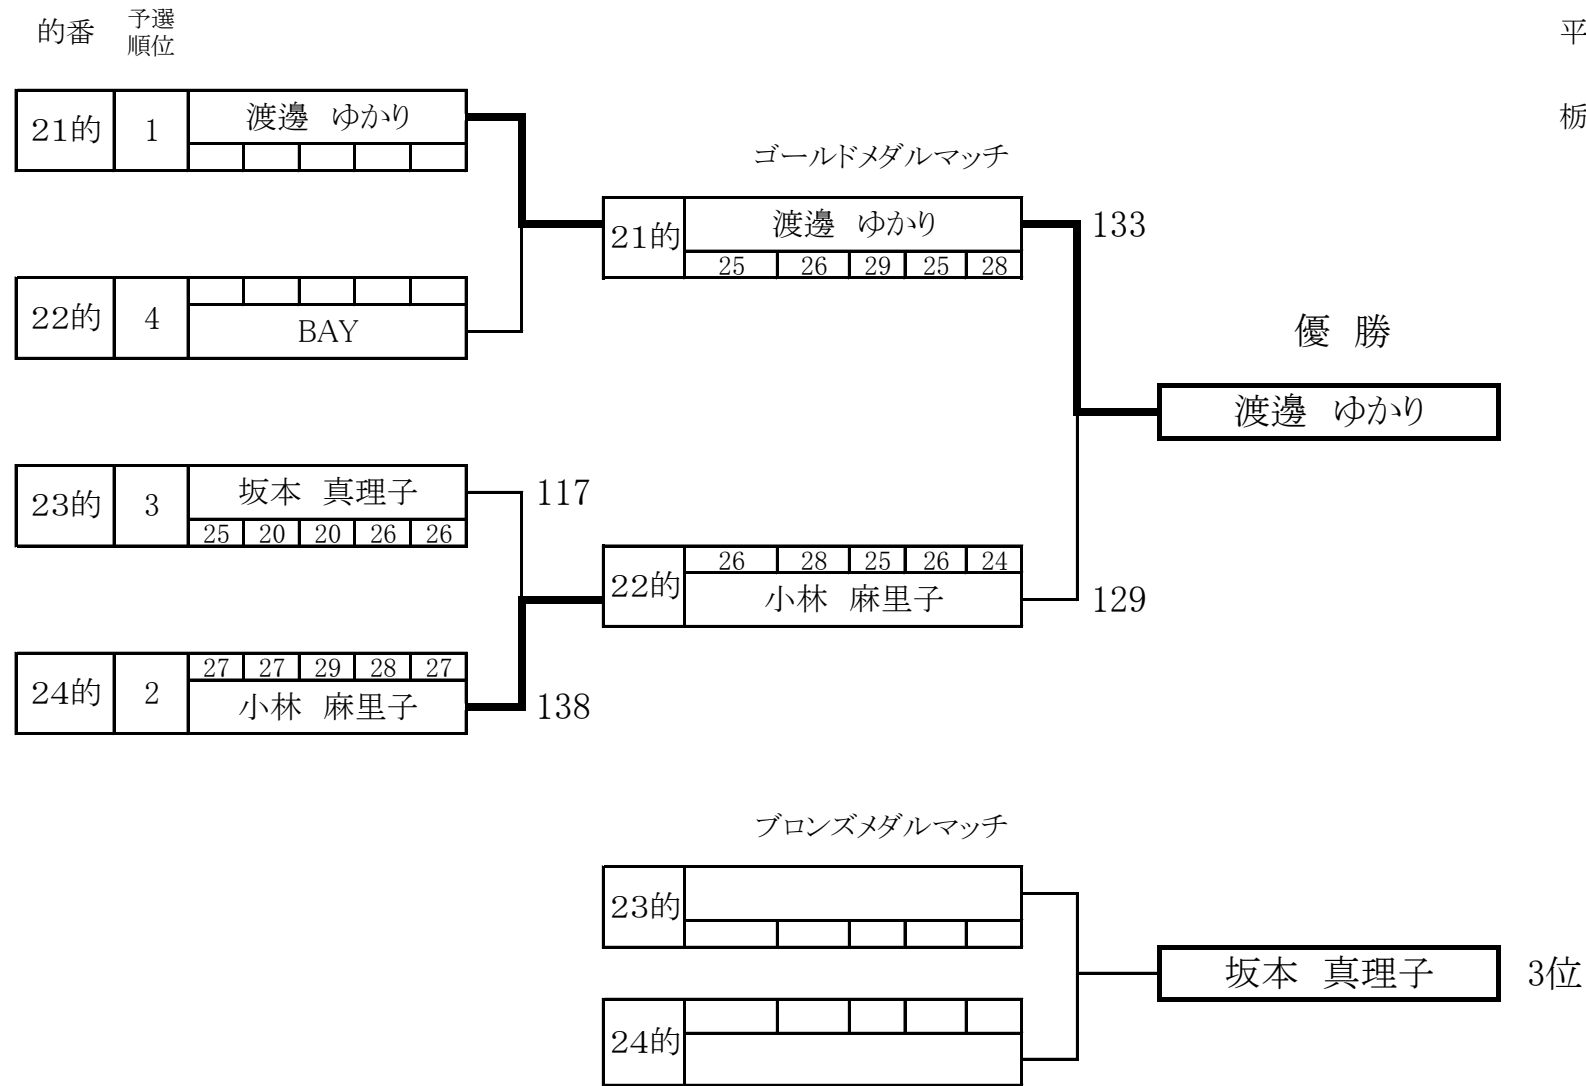 的番 予選 順位 平
21的 1 渡邊 ゆかり
栃
ゴールドメダルマッチ
21的 渡邊 ゆかり 133
25 26 29 25 28
22的 4 BAY
優 勝
渡邊 ゆかり
23的 3 坂本 真理子 117
25 20 20 26 26
26 28 25 26 24
22的 小林 麻里子 129
27 27 29 28 27
24的 2 小林 麻里子 138
ブロンズメダルマッチ
23的
坂本 真理子 3位
24的